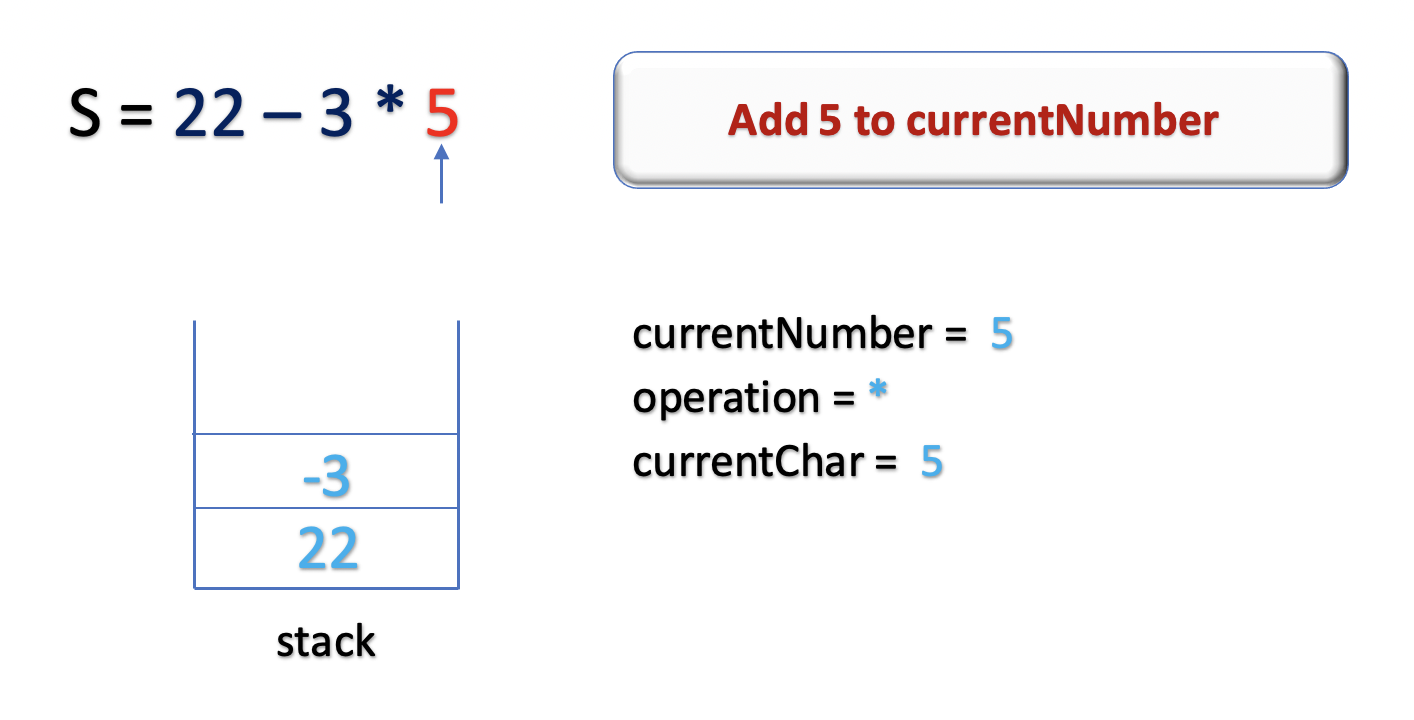 S = 22 – 3 * 5
Add 5 to currentNumber
currentNumber = 5
operation = *
currentChar = 5
-3
22
stack